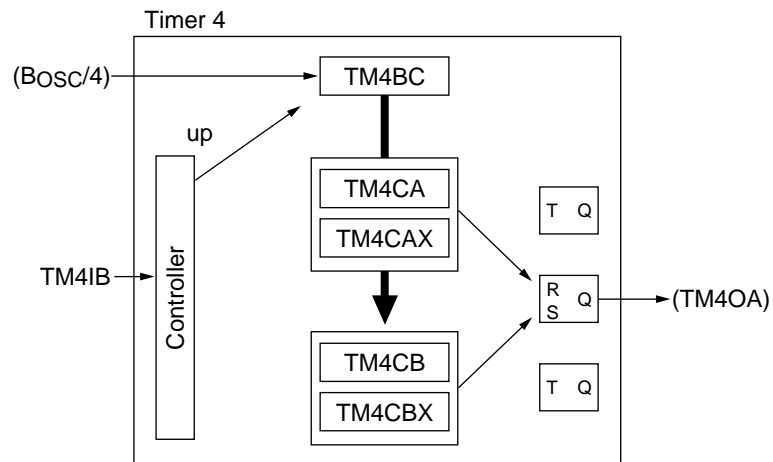 Timer 4
(BOSC/4)
TM4BC
up
TM4CA
T Q
TM4CAX
TM4IB
Controller
R
S
Q
(TM4OA)
TM4CB
T Q
TM4CBX